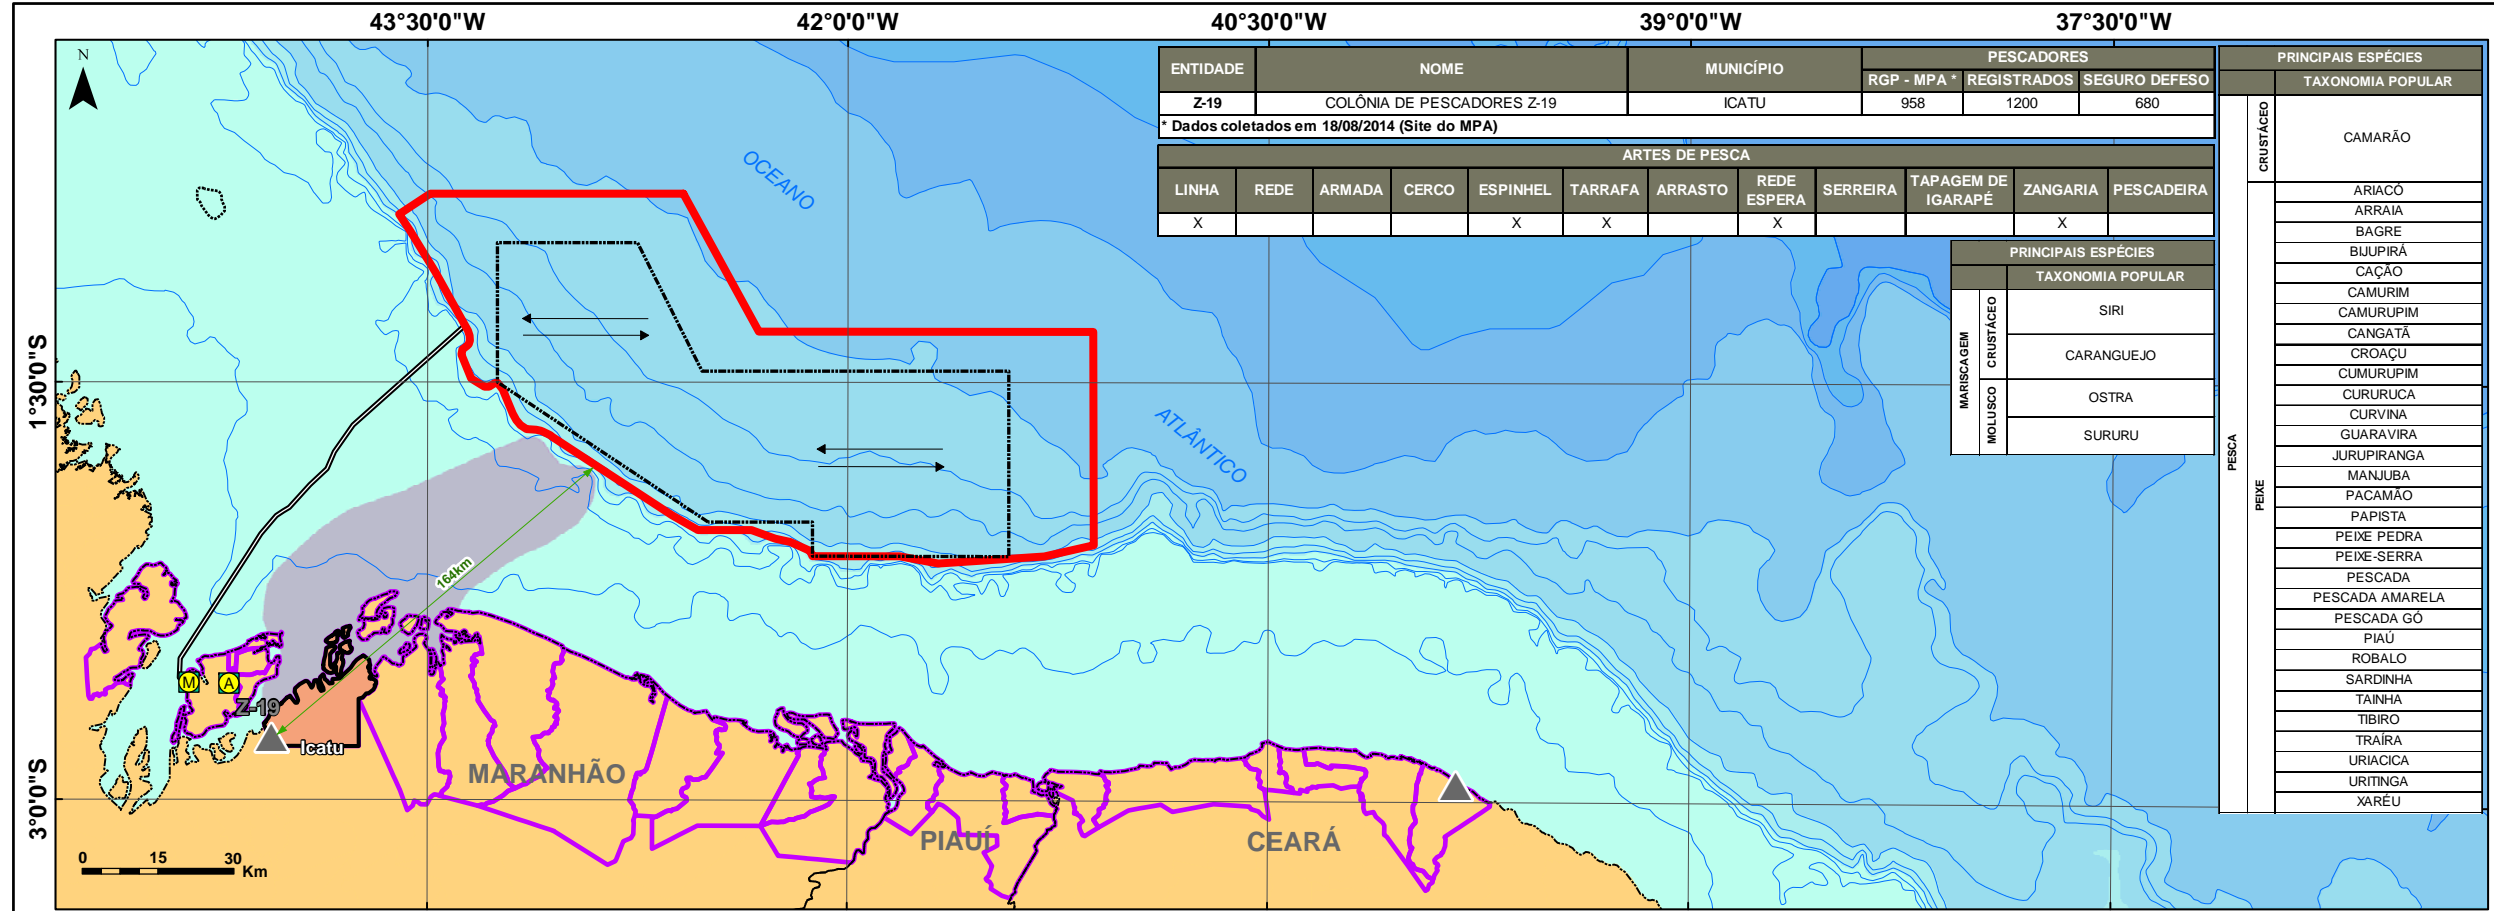 43°30'0"W 42°0'0"W 40°30'0"W 39°0'0"W 37°30'0"W
N
1°30'0"S
3°0'0"S
OCEANO
ATLÂNTICO
164km
M
A
Z-19
Icatu
MARANHÃO
PIAUÍ
CEARÁ
0 15 30
Km
ENTIDADE NOME MUNICÍPIO PESCADORES
RGP - MPA * REGISTRADOS SEGURO DEFESO
Z-19 COLÔNIA DE PESCADORES Z-19 ICATU 958 1200 680
* Dados coletados em 18/08/2014 (Site do MPA)
ARTES DE PESCA
LINHA REDE ARMADA CERCO ESPINHEL TARRAFA ARRASTO REDE ESPERA SERREIRA TAPAGEM DE IGARAPÉ ZANGARIA PESCADEIRA
X X X X X
PRINCIPAIS ESPÉCIES
TAXONOMIA POPULAR
MARISCAGEM
CRUSTÁCEO
SIRI
CARANGUEJO
MOLUSCO
OSTRA
SURURU
PRINCIPAIS ESPÉCIES
TAXONOMIA POPULAR
PESCA
CRUSTÁCEO
CAMARÃO
PEIXE
ARIACÓ
ARRAIA
BAGRE
BIJUPIRÁ
CAÇÃO
CAMURIM
CAMURUPIM
CANGATÃ
CROAÇU
CUMURUPIM
CURURUCA
CURVINA
GUARAVIRA
JURUPIRANGA
MANJUBA
PACAMÃO
PAPISTA
PEIXE PEDRA
PEIXE-SERRA
PESCADA
PESCADA AMARELA
PESCADA GÓ
PIAÚ
ROBALO
SARDINHA
TAINHA
TIBIRO
TRAÍRA
URIACICA
URITINGA
XARÉU